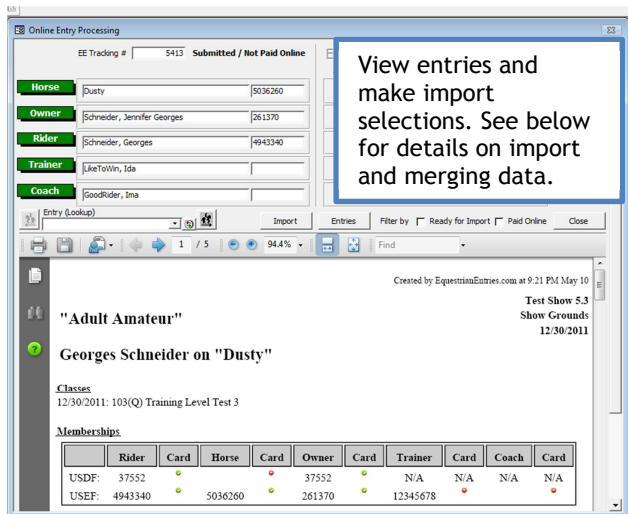 Online Entry Processing
EE Tracking # 5413 Submitted / Not Paid Online
View entries and
make import
selections. See below
for details on import
and merging data.
Horse Dusty 5036260
Owner Schneider, Jennifer Georges 261370
Rider Schneider, Georges 4943340
Trainer LikeToWin, Ida
Coach GoodRider, Ima
Entry (Lookup)
Import Entries Filter by Ready for Import Paid Online Close
1 / 5 94.4% Find
Created by EquestrianEntries.com at 9:21 PM May 10
Test Show 5.3
Show Grounds
12/30/2011
"Adult Amateur"
Georges Schneider on "Dusty"
Classes
12/30/2011: 103(Q) Training Level Test 3
Memberships
Rider Card Horse Card Owner Card Trainer Card Coach Card
USDF: 37552 37552 N/A N/A N/A N/A
USEF: 4943340 5036260 261370 12345678